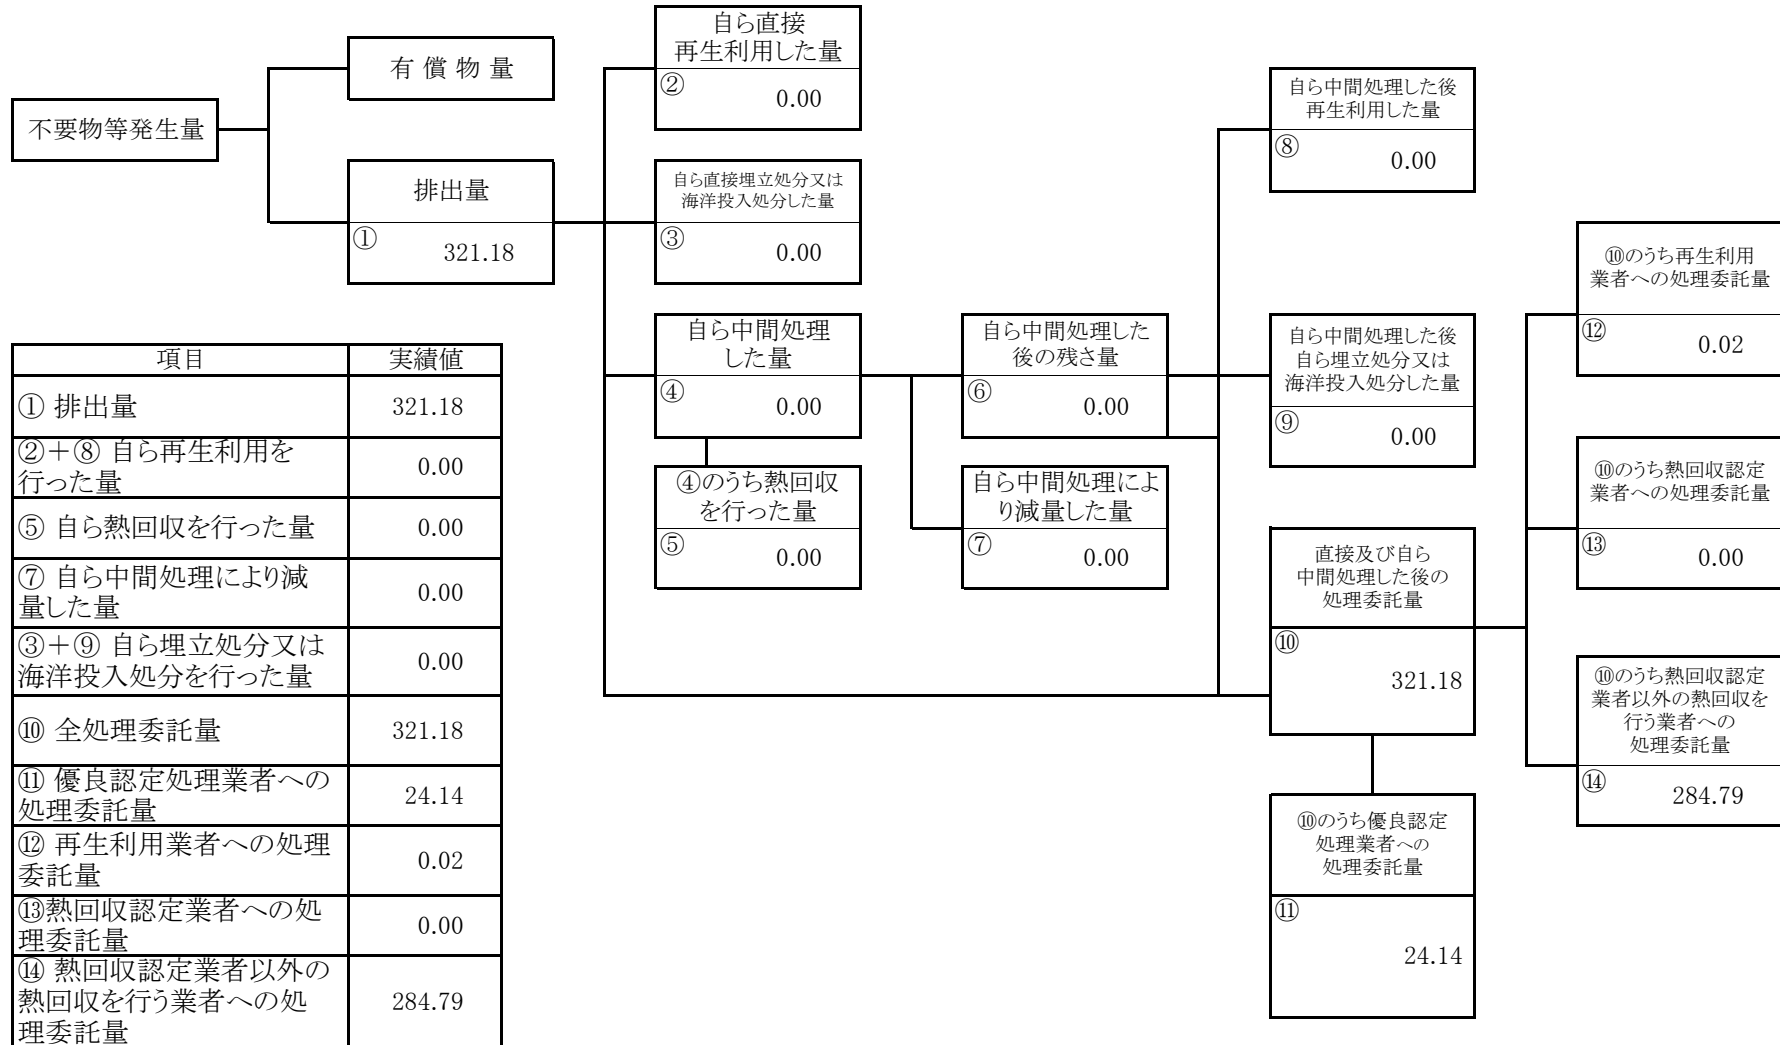 不要物等発生量
有 償 物 量
排出量
①
321.18
自ら直接
再生利用した量
②
0.00
自ら直接埋立処分又は
海洋投入処分した量
③
0.00
自ら中間処理
した量
④
0.00
④のうち熱回収
を行った量
⑤
0.00
自ら中間処理した
後の残さ量
⑥
0.00
自ら中間処理によ
り減量した量
⑦
0.00
自ら中間処理した後
再生利用した量
⑧
0.00
自ら中間処理した後
自ら埋立処分又は
海洋投入処分した量
⑨
0.00
直接及び自ら
中間処理した後の
処理委託量
⑩
321.18
⑩のうち優良認定
処理業者への
処理委託量
⑪
24.14
⑩のうち再生利用
業者への処理委託量
⑫
0.02
⑩のうち熱回収認定
業者への処理委託量
⑬
0.00
⑩のうち熱回収認定
業者以外の熱回収を
行う業者への
処理委託量
⑭
284.79
項目 実績値
① 排出量 321.18
②＋⑧ 自ら再生利用を
行った量 0.00
⑤ 自ら熱回収を行った量 0.00
⑦ 自ら中間処理により減
量した量 0.00
③＋⑨ 自ら埋立処分又は
海洋投入処分を行った量 0.00
⑩ 全処理委託量 321.18
⑪ 優良認定処理業者への
処理委託量 24.14
⑫ 再生利用業者への処理
委託量 0.02
⑬熱回収認定業者への処
理委託量 0.00
⑭ 熱回収認定業者以外の
熱回収を行う業者への処
理委託量 284.79